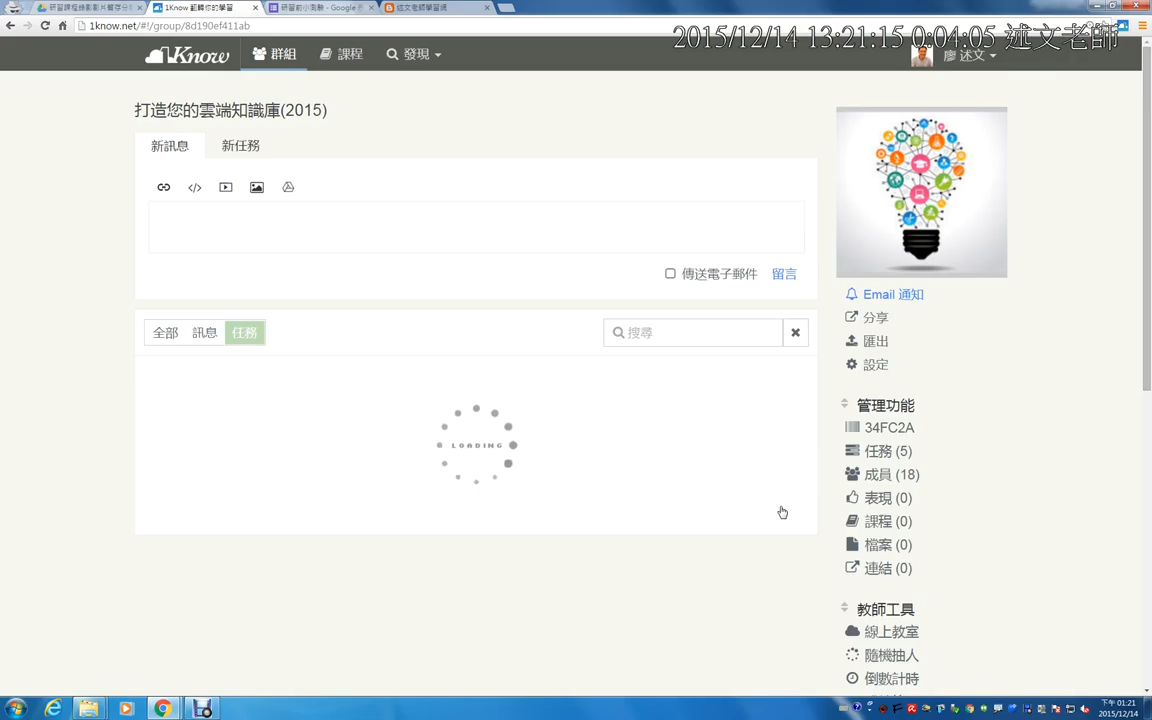 研習課程錄影影片暫存分
1Know 翻轉你的學習
研習前小測驗 - Google
述文老師學習網
1know.net/#!/group/8d190ef411ab
2015/12/14 13:21:15 0:04:05 述文老師
1Know 群組 課程 發現 廖 述文
打造您的雲端知識庫(2015)
新訊息 新任務
傳送電子郵件 留言
全部 訊息 任務 搜尋
LOADING
Email 通知
分享
匯出
設定
管理功能
34FC2A
任務 (5)
成員 (18)
表現 (0)
課程 (0)
檔案 (0)
連結 (0)
教師工具
線上教室
隨機抽人
倒數計時
下午 01:21
2015/12/14